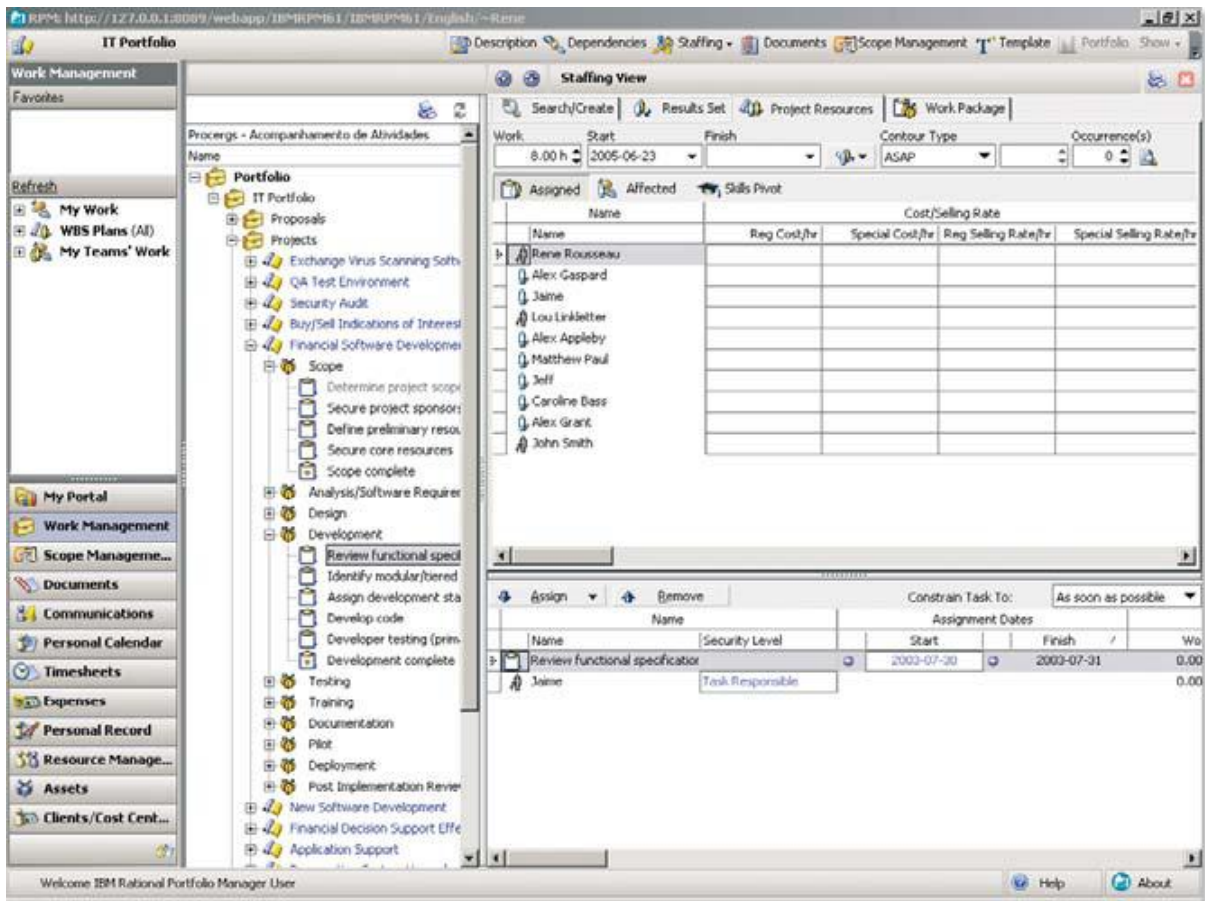 RPM: http://127.0.0.1:8089/webapp/IBMRPM61/IBMRPM61/English/~Rene
IT Portfolio
Description Dependencies Staffing Documents Scope Management Template Portfolio Show
Work Management
Staffing View
Favorites
Search/Create Results Set Project Resources Work Package
Procergs - Acompanhamento de Atividades
Work Start Finish Contour Type Occurrence(s)
8.00 h 2005-06-23 ASAP 0
Name
Refresh
My Work
WBS Plans (All)
My Teams' Work
Portfolio
IT Portfolio
Proposals
Projects
Exchange Virus Scanning Softw
QA Test Environment
Security Audit
Buy/Sell Indications of Interest
Financial Software Developmen
Scope
Determine project scope
Secure project sponsors
Define preliminary resou
Secure core resources
Scope complete
Analysis/Software Requirem
Design
Development
Review functional specif
Identify modular/tiered
Assign development sta
Develop code
Developer testing (prim
Development complete
Testing
Training
Documentation
Pilot
Deployment
Post Implementation Review
New Software Development
Financial Decision Support Effe
Application Support
Assigned Affected Skills Pivot
Name Cost/Selling Rate
Name Reg Cost/hr Special Cost/hr Reg Selling Rate/hr Special Selling Rate/hr
Rene Rousseau
Alex Gaspard
Jaime
Lou Linkletter
Alex Appleby
Matthew Paul
Jeff
Caroline Bass
Alex Grant
John Smith
Assign Remove Constrain Task To: As soon as possible
Name Assignment Dates
Name Security Level Start Finish / Wo
Review functional specification 2003-07-30 2003-07-31 0.00
Jaime Task Responsible 0.00
My Portal
Work Management
Scope Manageme...
Documents
Communications
Personal Calendar
Timesheets
Expenses
Personal Record
Resource Manage...
Assets
Clients/Cost Cent...
Welcome IBM Rational Portfolio Manager User
Help About